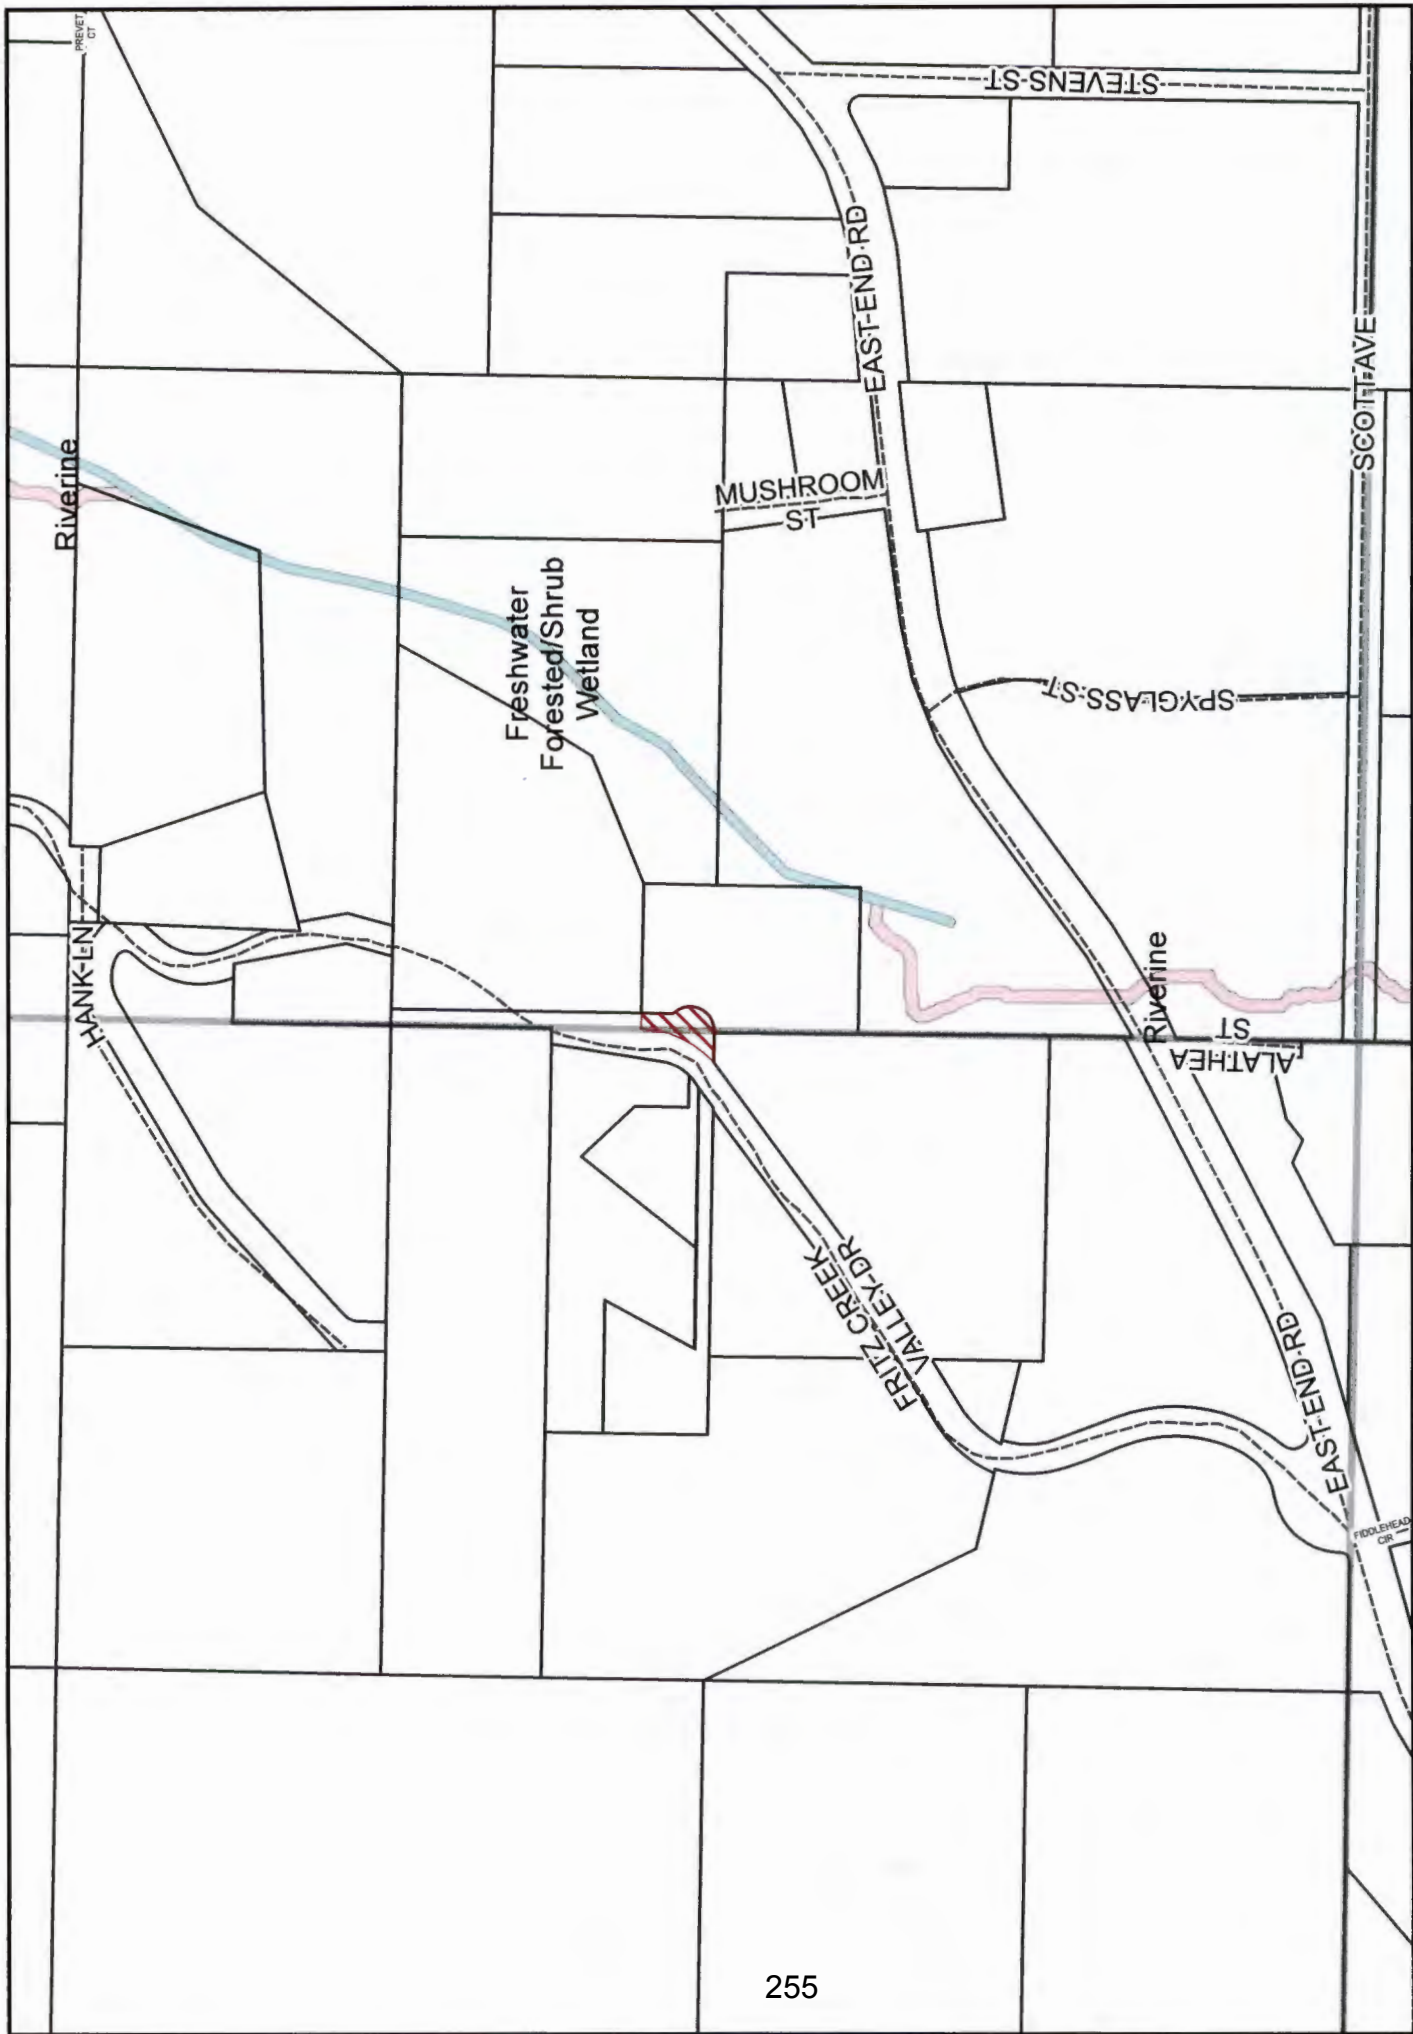 PREVET
CT
STEVENS ST
EAST END RD
SCOTT AVE
Riverine
MUSHROOM
ST
Freshwater
Forested/Shrub
Wetland
SPYGLASS ST
HANK LN
Riverine
ALATHEA
ST
FRITZ CREEK
VALLEY DR
EAST END RD
FIDDLEHEAD
CIR
255